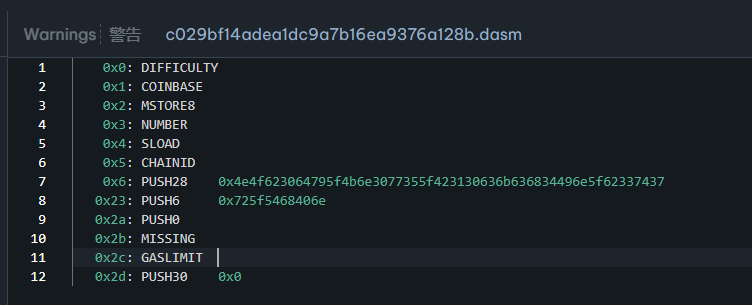 Warnings 警告 c029bf14adea1dc9a7b16ea9376a128b.dasm
1 0x0: DIFFICULTY
2 0x1: COINBASE
3 0x2: MSTORE8
4 0x3: NUMBER
5 0x4: SLOAD
6 0x5: CHAINID
7 0x6: PUSH28 0x4e4f623064795f4b6e3077355f423130636b636834496e5f62337437
8 0x23: PUSH6 0x725f5468406e
9 0x2a: PUSH0
10 0x2b: MISSING
11 0x2c: GASLIMIT
12 0x2d: PUSH30 0x0